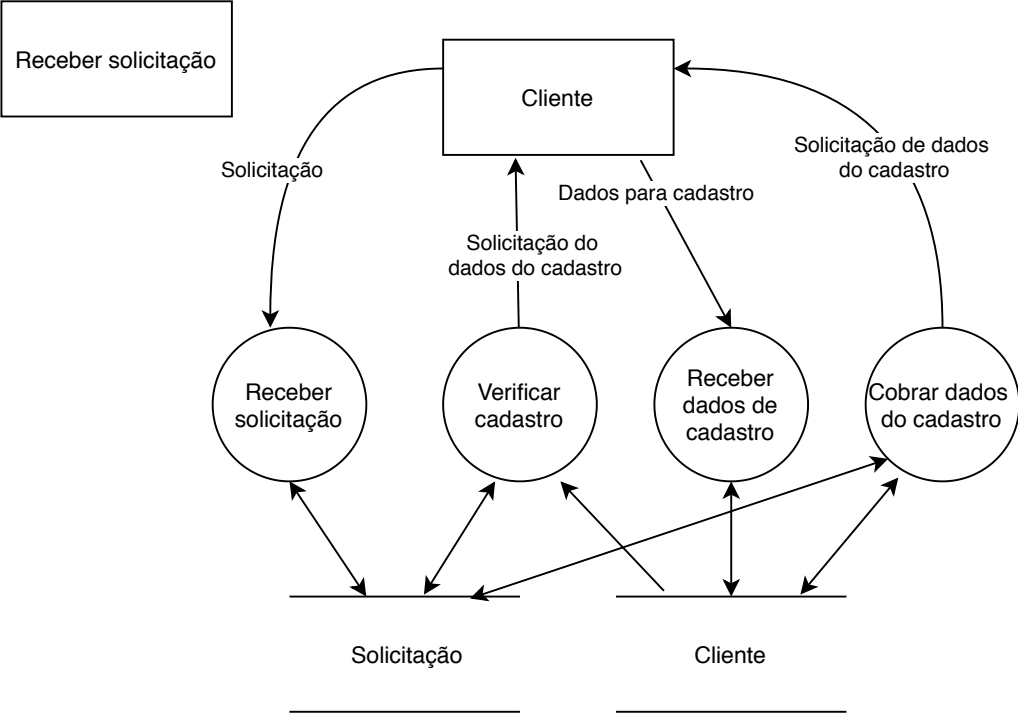 Receber solicitação
Cliente
Solicitação
Solicitação de dados
do cadastro
Dados para cadastro
Solicitação do
dados do cadastro
Receber
solicitação
Verificar
cadastro
Receber
dados de
cadastro
Cobrar dados
do cadastro
Solicitação
Cliente